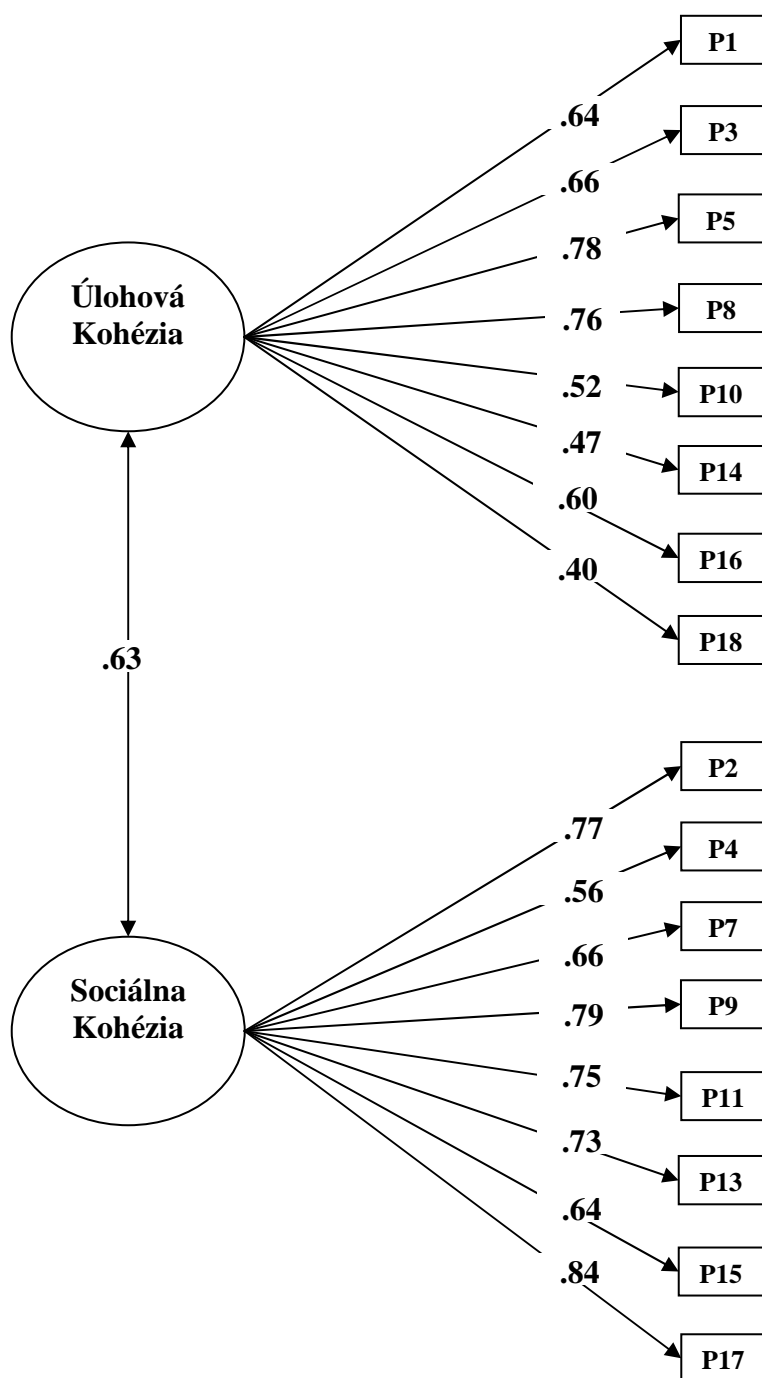 P1
.64
P3
.66
P5
.78
Úlohová
Kohézia
P8
.76
P10
.52
P14
.47
P16
.60
P18
.40
.63
P2
.77
P4
.56
P7
.66
Sociálna
Kohézia
P9
.79
P11
.75
P13
.73
P15
.64
P17
.84